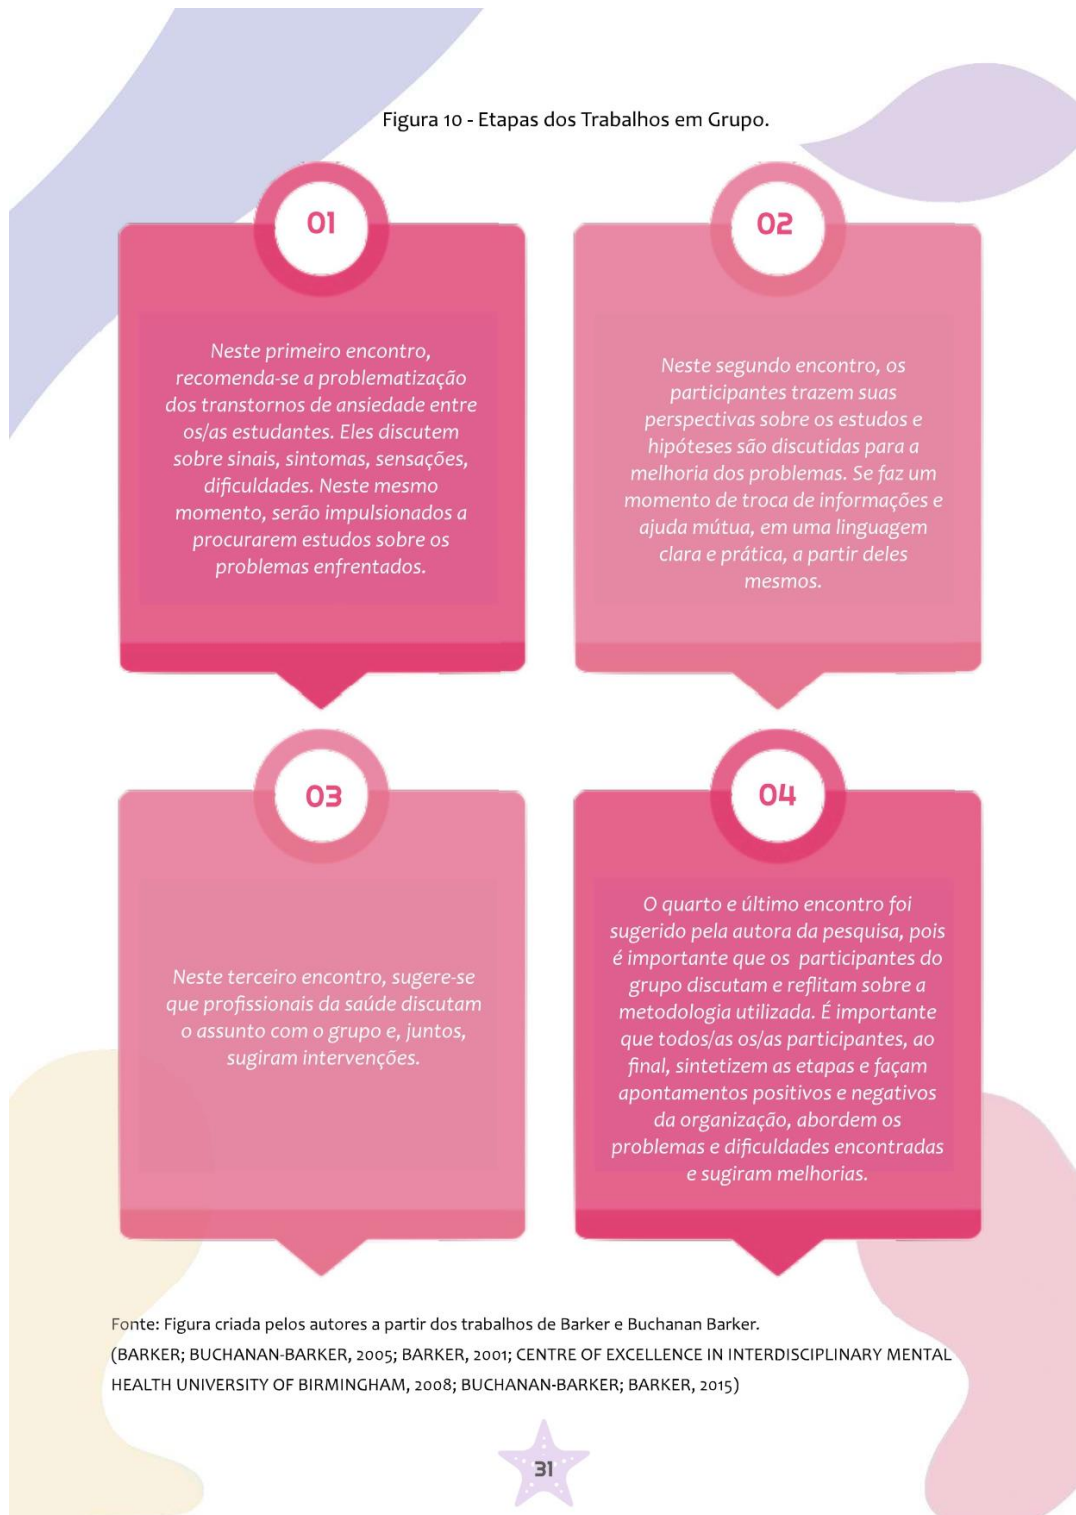 Figura 10 - Etapas dos Trabalhos em Grupo.
01
Neste primeiro encontro,
recomenda-se a problematização
dos transtornos de ansiedade entre
os/as estudantes. Eles discutem
sobre sinais, sintomas, sensações,
dificuldades. Neste mesmo
momento, serão impulsionados a
procurarem estudos sobre os
problemas enfrentados.
02
Neste segundo encontro, os
participantes trazem suas
perspectivas sobre os estudos e
hipóteses são discutidas para a
melhoria dos problemas. Se faz um
momento de troca de informações e
ajuda mútua, em uma linguagem
clara e prática, a partir deles
mesmos.
03
Neste terceiro encontro, sugere-se
que profissionais da saúde discutam
o assunto com o grupo e, juntos,
sugiram intervenções.
04
O quarto e último encontro foi
sugerido pela autora da pesquisa, pois
é importante que os participantes do
grupo discutam e reflitam sobre a
metodologia utilizada. É importante
que todos/as os/as participantes, ao
final, sintetizem as etapas e façam
apontamentos positivos e negativos
da organização, abordem os
problemas e dificuldades encontradas
e sugiram melhorias.
Fonte: Figura criada pelos autores a partir dos trabalhos de Barker e Buchanan Barker.
(BARKER; BUCHANAN-BARKER, 2005; BARKER, 2001; CENTRE OF EXCELLENCE IN INTERDISCIPLINARY MENTAL
HEALTH UNIVERSITY OF BIRMINGHAM, 2008; BUCHANAN-BARKER; BARKER, 2015)
31